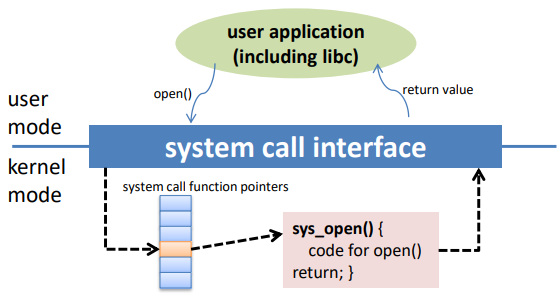 user application
(including libc)
open()
return value
user
mode
system call interface
kernel
mode
system call function pointers
sys_open() {
code for open()
return; }